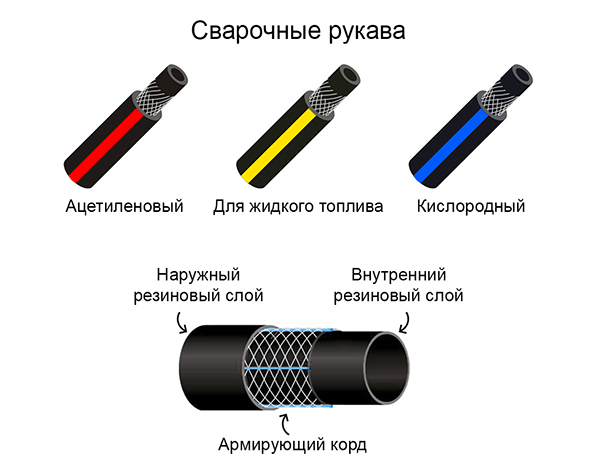 Сварочные рукава
Ацетиленовый
Для жидкого топлива
Кислородный
Наружный
резиновый слой
Внутренний
резиновый слой
Армирующий корд